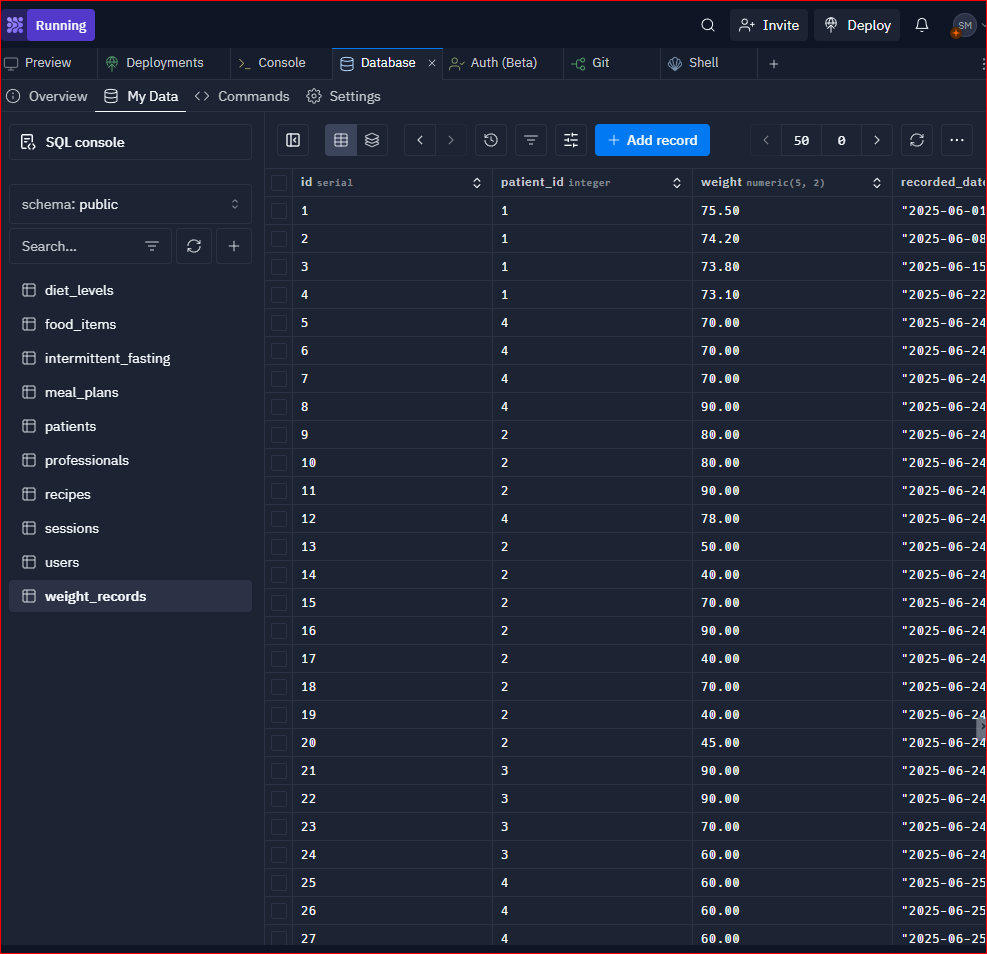 Running Invite Deploy SM
Preview Deployments Console Database Auth (Beta) Git Shell
Overview My Data Commands Settings
SQL console
Add record 50 0
schema: public
Search...
diet_levels
food_items
intermittent_fasting
meal_plans
patients
professionals
recipes
sessions
users
weight_records
id serial patient_id integer weight numeric(5, 2) recorded_date
1 1 75.50 "2025-06-01
2 1 74.20 "2025-06-08
3 1 73.80 "2025-06-15
4 1 73.10 "2025-06-22
5 4 70.00 "2025-06-24
6 4 70.00 "2025-06-24
7 4 70.00 "2025-06-24
8 4 90.00 "2025-06-24
9 2 80.00 "2025-06-24
10 2 80.00 "2025-06-24
11 2 90.00 "2025-06-24
12 4 78.00 "2025-06-24
13 2 50.00 "2025-06-24
14 2 40.00 "2025-06-24
15 2 70.00 "2025-06-24
16 2 90.00 "2025-06-24
17 2 40.00 "2025-06-24
18 2 70.00 "2025-06-24
19 2 40.00 "2025-06-24
20 2 45.00 "2025-06-24
21 3 90.00 "2025-06-24
22 3 90.00 "2025-06-24
23 3 70.00 "2025-06-24
24 3 60.00 "2025-06-24
25 4 60.00 "2025-06-25
26 4 60.00 "2025-06-25
27 4 60.00 "2025-06-25